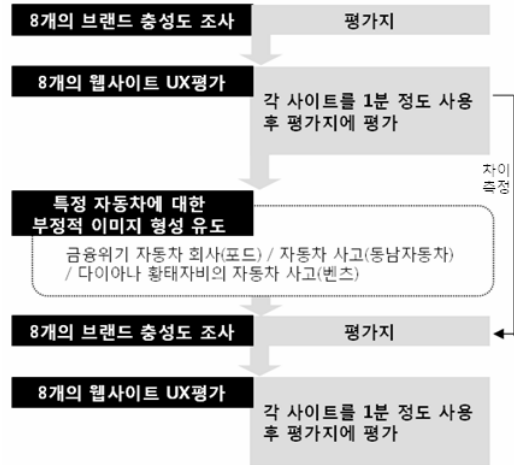 8개의 브랜드 충성도 조사
평가지
8개의 웹사이트 UX평가
각 사이트를 1분 정도 사용
후 평가지에 평가
차이
측정
특정 자동차에 대한
부정적 이미지 형성 유도
금융위기 자동차 회사(포드) / 자동차 사고(동남자동차)
/ 다이아나 황태자비의 자동차 사고(벤츠)
8개의 브랜드 충성도 조사
평가지
8개의 웹사이트 UX평가
각 사이트를 1분 정도 사용
후 평가지에 평가